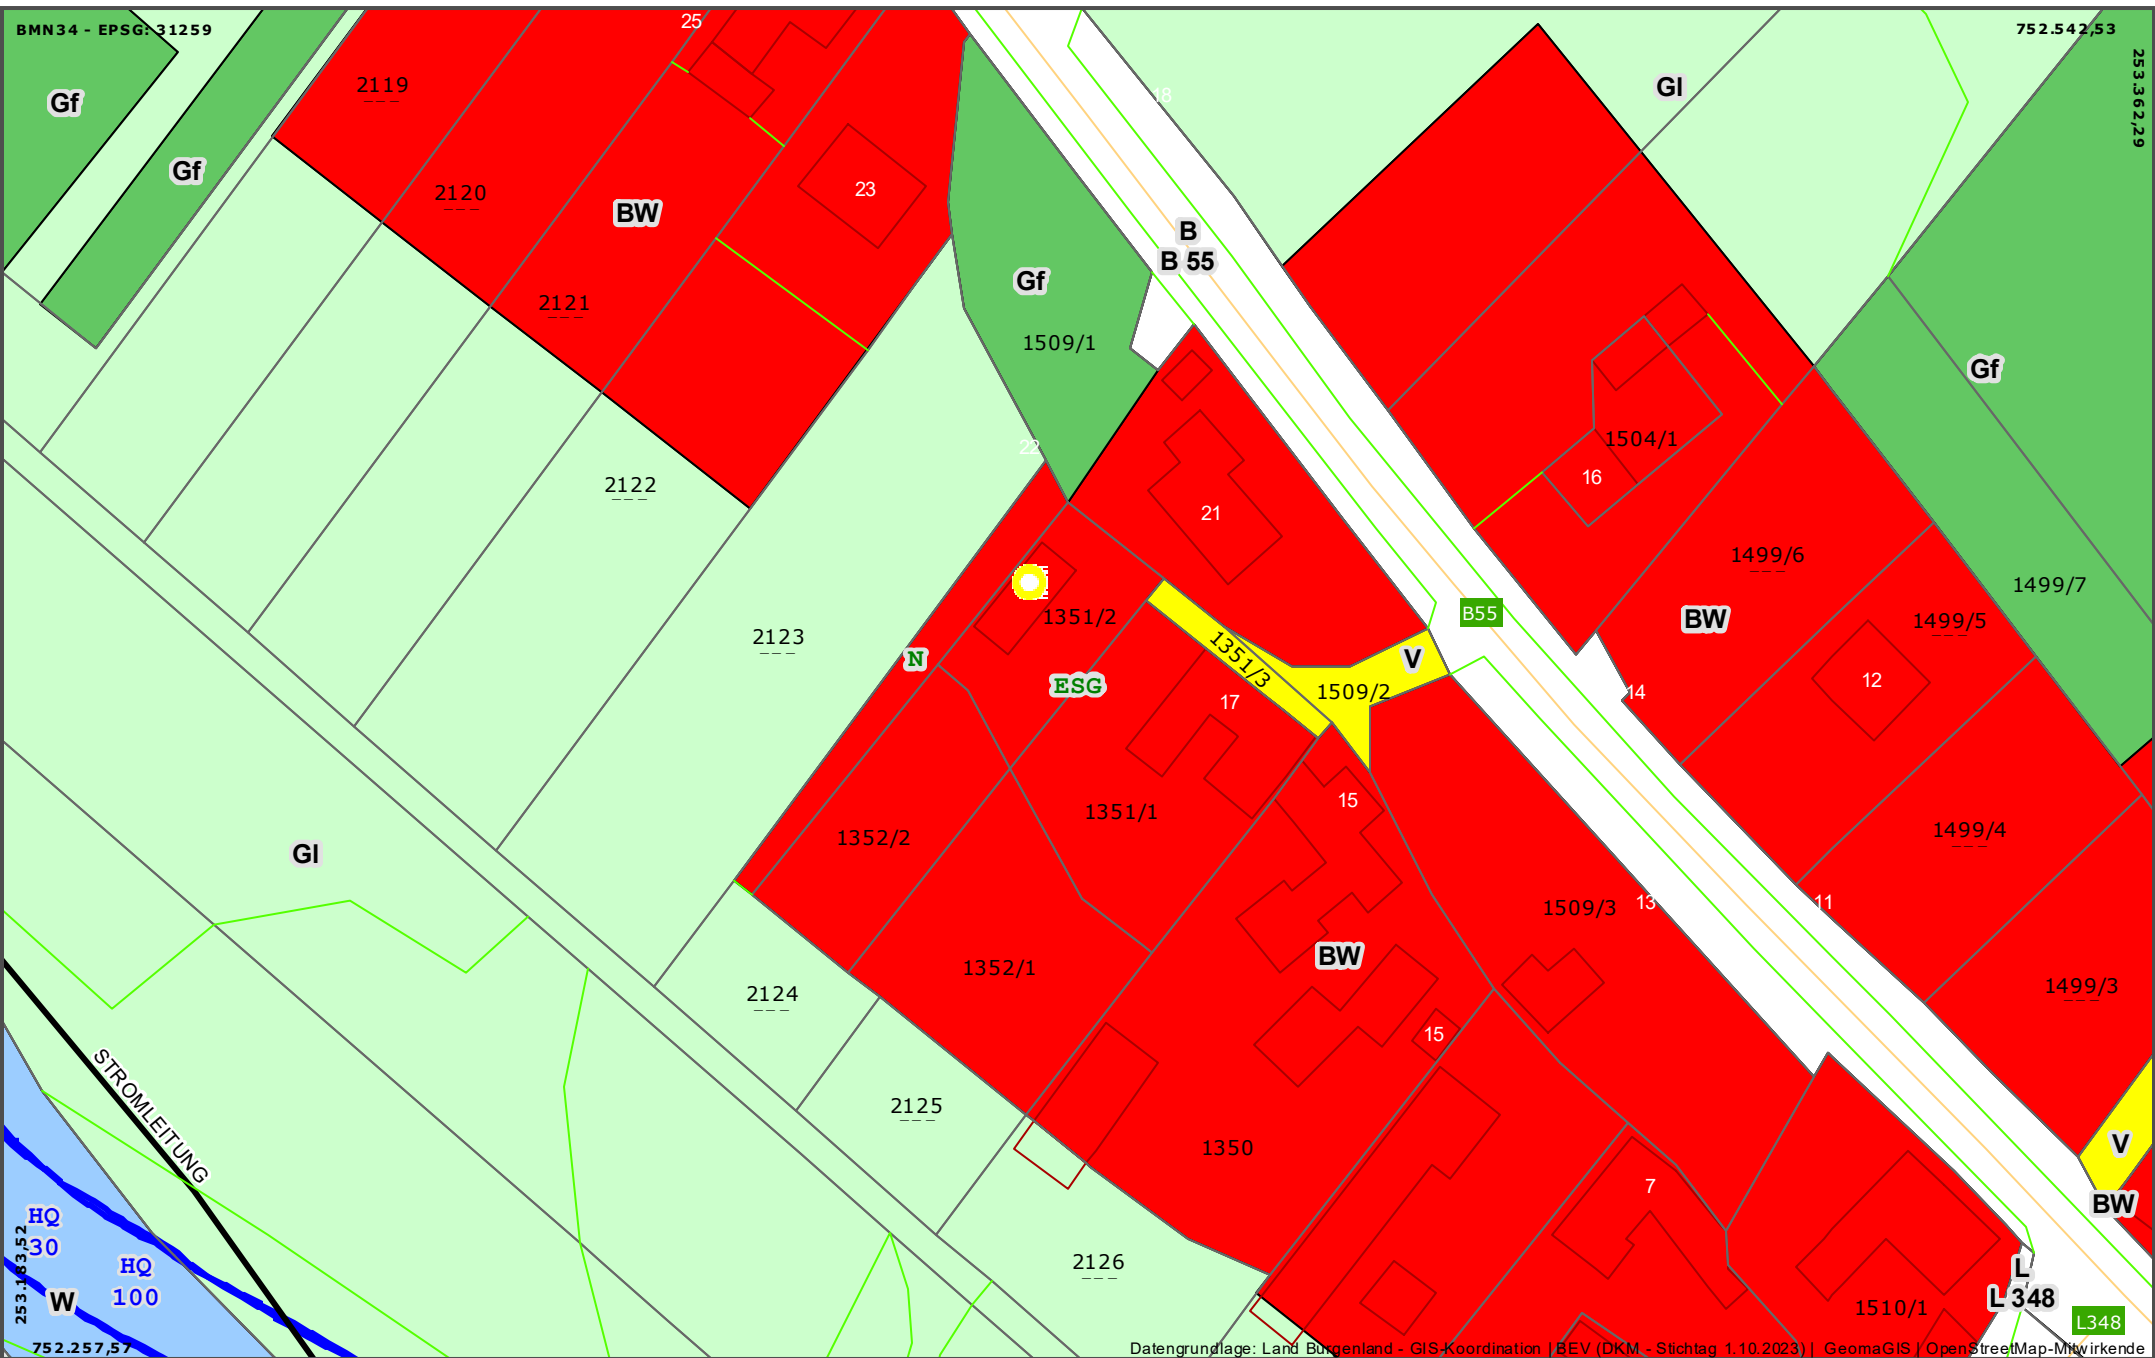 BMN34 - EPSG: 31259
25
752.542,53
253.362,29
2119
Gl
18
Gf
Gf
23
2120
BW
B
B 55
Gf
2121
1509/1
Gf
1504/1
22
16
2122
21
1499/6
1499/7
B55
1351/2
1499/5
BW
2123
N
1351/3
V
ESG
1509/2
12
14
17
15
1351/1
1352/2
1499/4
Gl
13
11
1509/3
BW
1352/1
1499/3
2124
15
STROMLEITUNG
2125
1350
V
7
BW
HQ
30
253.183,52
HQ
100
2126
L
L 348
W
1510/1
L348
752.257,57
Datengrundlage: Land Burgenland - GIS-Koordination | BEV (DKM - Stichtag 1.10.2023) | GeomaGIS | OpenStreetMap-Mitwirkende